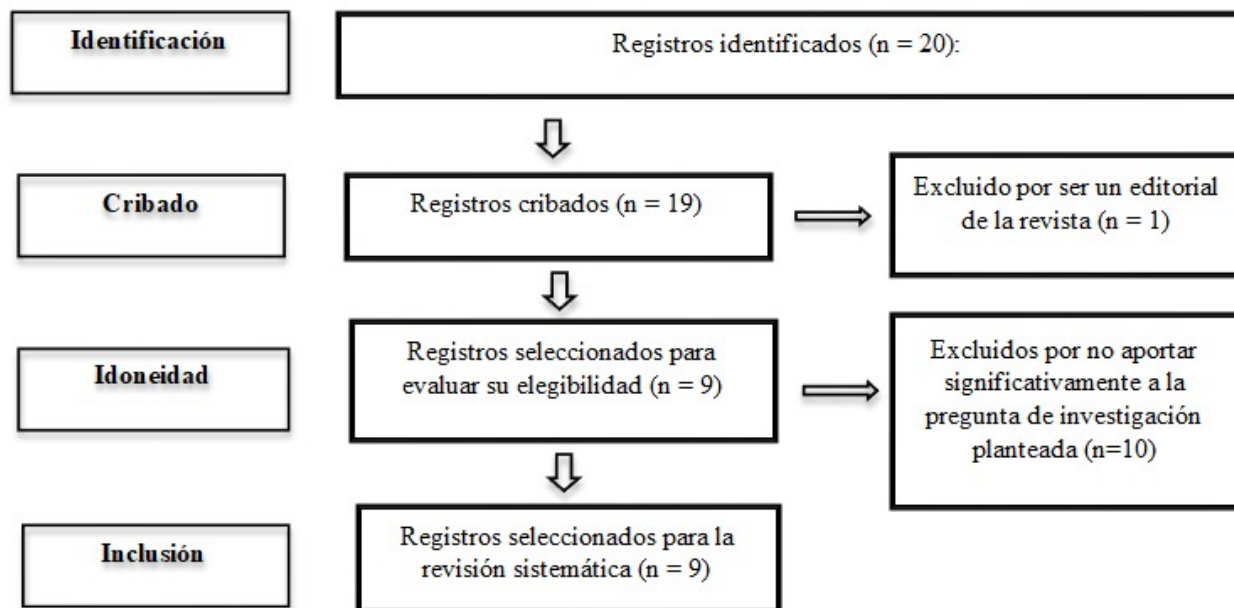 Identificación
Registros identificados (n = 20):
Cribado
Registros cribados (n = 19)
Excluido por ser un editorial
de la revista (n = 1)
Idoneidad
Registros seleccionados para
evaluar su elegibilidad (n = 9)
Excluidos por no aportar
significativamente a la
pregunta de investigación
planteada (n=10)
Inclusión
Registros seleccionados para la
revisión sistemática (n = 9)